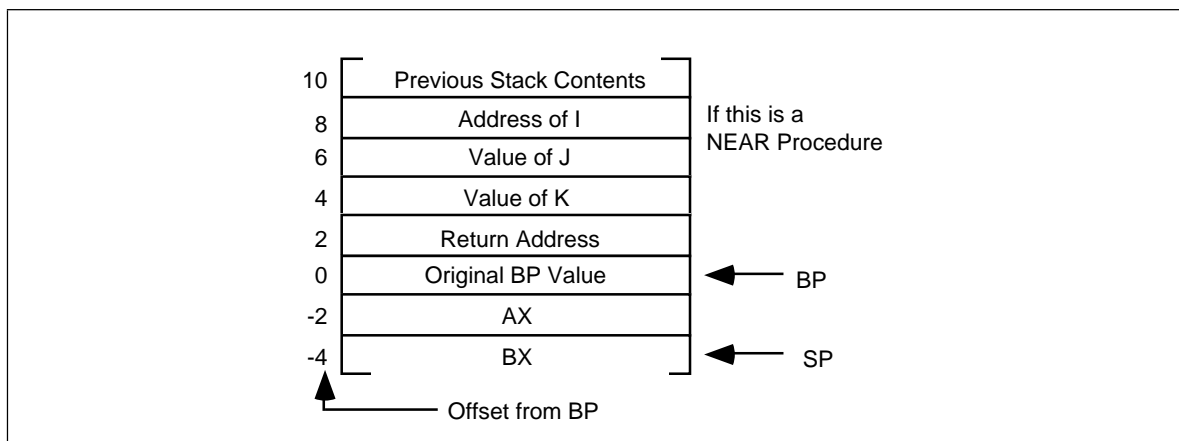 10 Previous Stack Contents
8 Address of I
If this is a
NEAR Procedure
6 Value of J
4 Value of K
2 Return Address
0 Original BP Value
BP
-2 AX
-4 BX
SP
Offset from BP